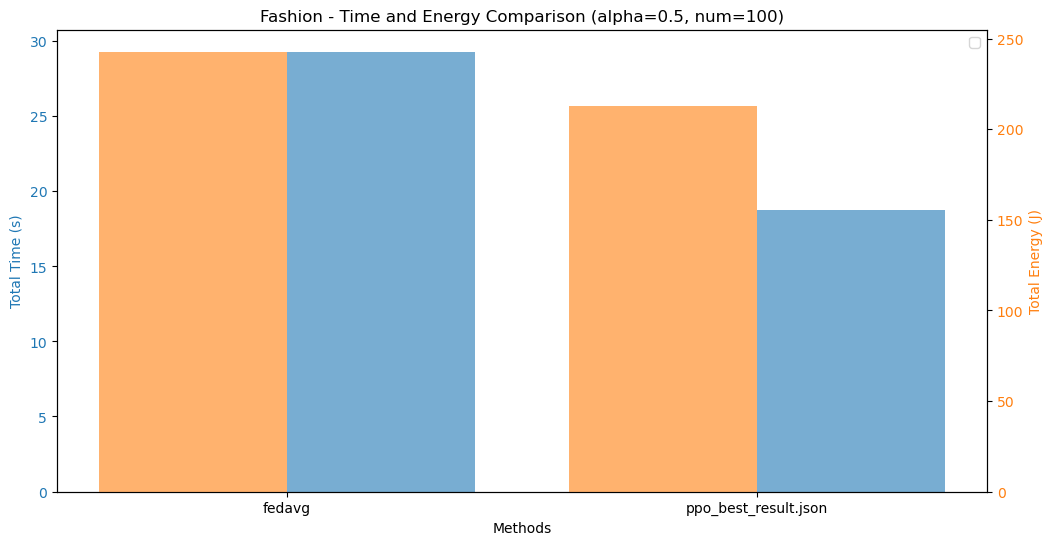 Fashion - Time and Energy Comparison (alpha=0.5, num=100)
30
25
20
15
10
5
0
Total Time (s)
250
200
150
100
50
0
Total Energy (J)
fedavg
ppo_best_result.json
Methods